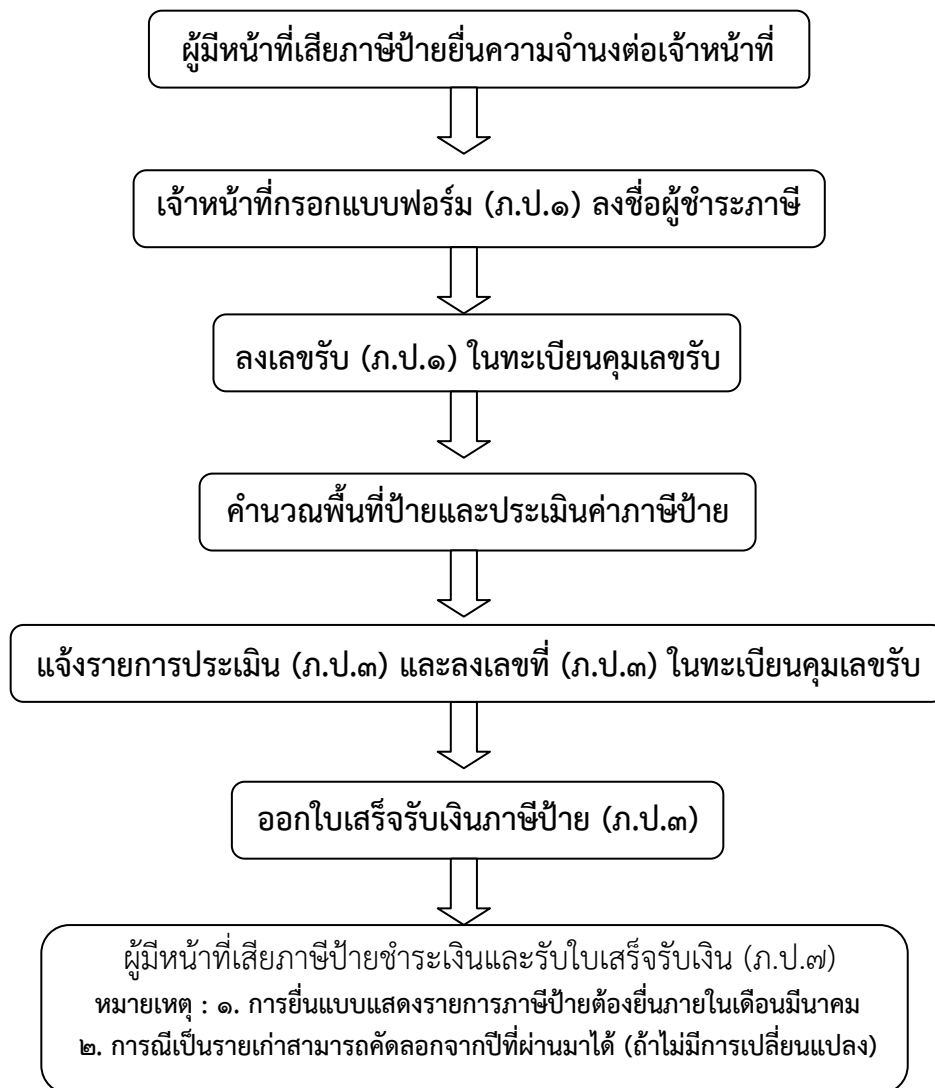 ผู้มีหน้าที่เสียภาษีป้ายยื่นความจำนงต่อเจ้าหน้าที่
เจ้าหน้าที่กรอกแบบฟอร์ม (ภ.ป.๑) ลงชื่อผู้ชำระภาษี
ลงเลขรับ (ภ.ป.๑) ในทะเบียนคุมเลขรับ
คำนวณพื้นที่ป้ายและประเมินค่าภาษีป้าย
แจ้งรายการประเมิน (ภ.ป.๓) และลงเลขที่ (ภ.ป.๓) ในทะเบียนคุมเลขรับ
ออกใบเสร็จรับเงินภาษีป้าย (ภ.ป.๓)
ผู้มีหน้าที่เสียภาษีป้ายชำระเงินและรับใบเสร็จรับเงิน (ภ.ป.๗)
หมายเหตุ : ๑. การยื่นแบบแสดงรายการภาษีป้ายต้องยื่นภายในเดือนมีนาคม
๒. การณีเป็นรายเก่าสามารถคัดลอกจากปีที่ผ่านมาได้ (ถ้าไม่มีการเปลี่ยนแปลง)